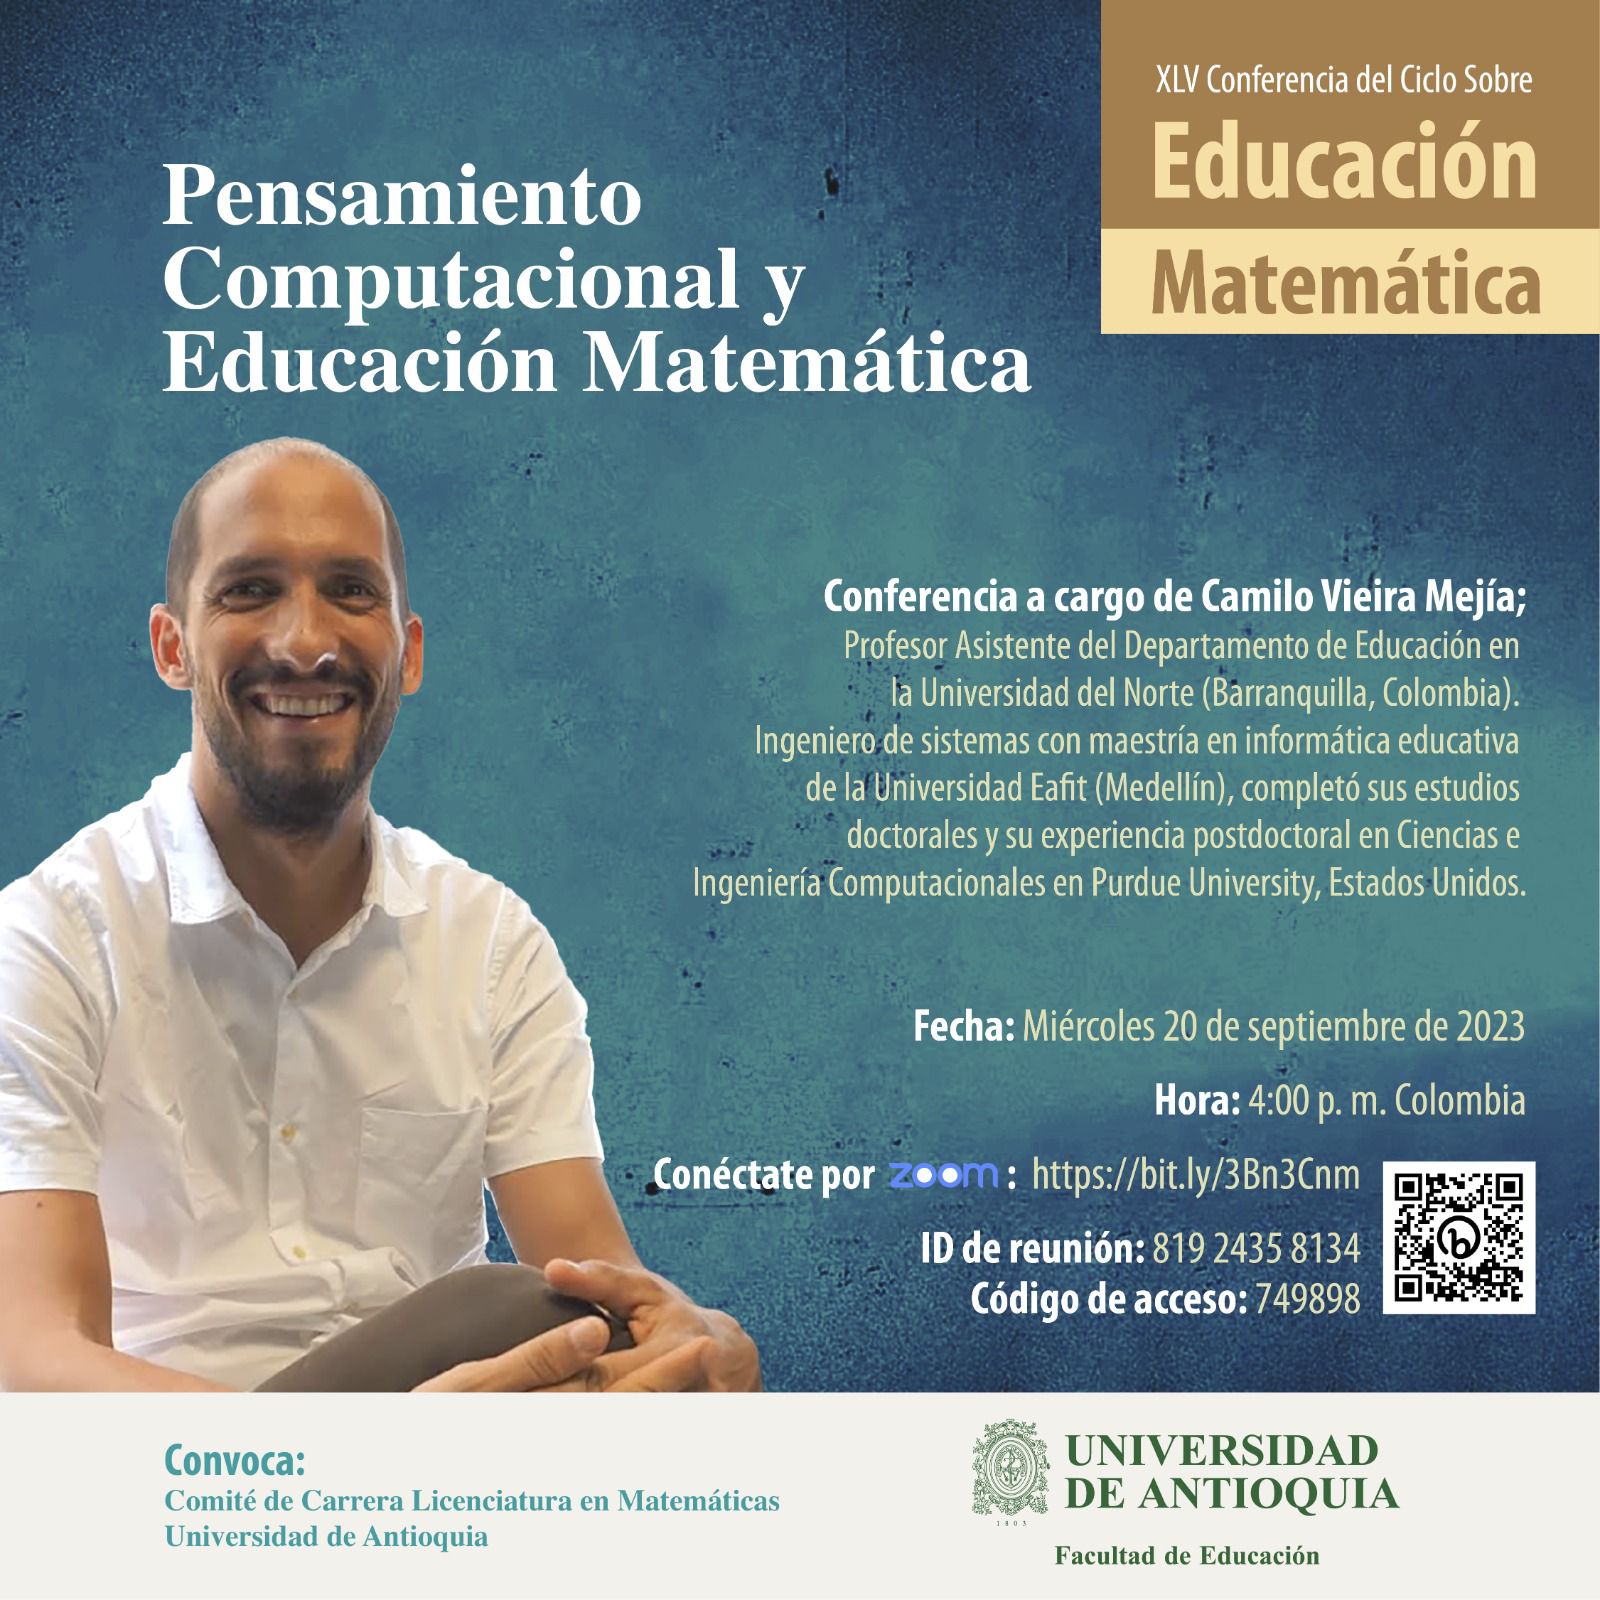 XLV Conferencia del Ciclo Sobre
Educación
Matemática
Pensamiento
Computacional y
Educación Matemática
Conferencia a cargo de Camilo Vieira Mejía;
Profesor Asistente del Departamento de Educación en
la Universidad del Norte (Barranquilla, Colombia).
Ingeniero de sistemas con maestría en informática educativa
de la Universidad Eafit (Medellín), completó sus estudios
doctorales y su experiencia postdoctoral en Ciencias e
Ingeniería Computacionales en Purdue University, Estados Unidos.
Fecha: Miércoles 20 de septiembre de 2023
Hora: 4:00 p. m. Colombia
Conéctate por zoom : https://bit.ly/3Bn3Cnm
ID de reunión: 819 2435 8134
Código de acceso: 749898
Convoca:
Comité de Carrera Licenciatura en Matemáticas
Universidad de Antioquia
UNIVERSIDAD
DE ANTIOQUIA
1803
Facultad de Educación